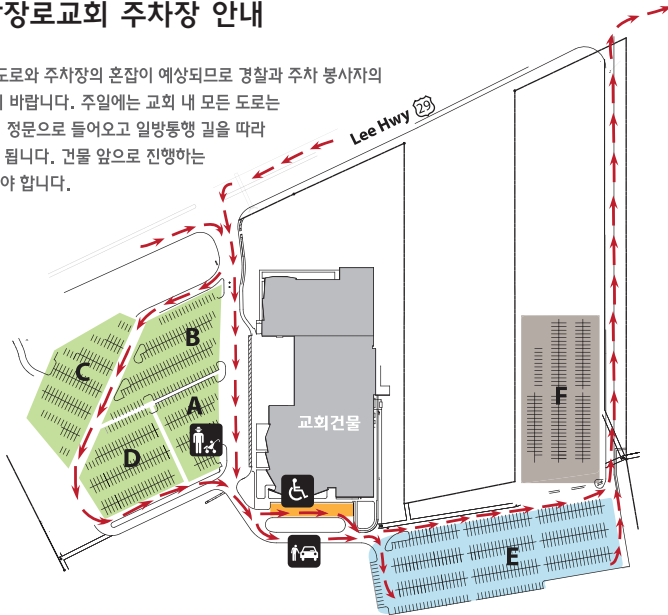 장로교회 주차장 안내
도로와 주차장의 혼잡이 예상되므로 경찰과 주차 봉사자의
바랍니다. 주일에는 교회 내 모든 도로는
정문으로 들어오고 일방통행 길을 따라
됩니다. 건물 앞으로 진행하는
야 합니다.
Lee Hwy 29
B
C
A
D
교회건물
F
E